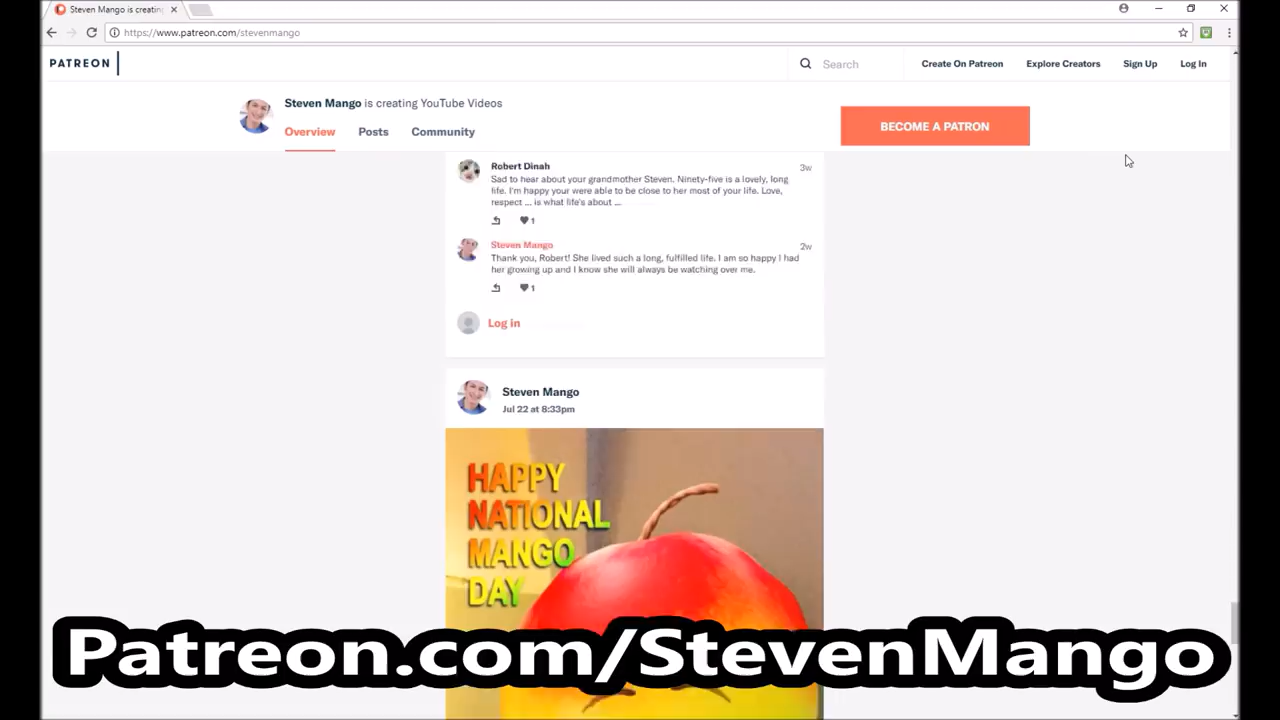 Steven Mango is creatin
https://www.patreon.com/stevenmango
PATREON
Search
Create On Patreon
Explore Creators
Sign Up
Log In
Steven Mango is creating YouTube Videos
Overview
Posts
Community
BECOME A PATRON
Robert Dinah
3w
Sad to hear about your grandmother Steven. Ninety-five is a lovely, long
life. I'm happy your were able to be close to her most of your life. Love,
respect ... is what life's about ...
1
Steven Mango
2w
Thank you, Robert! She lived such a long, fulfilled life. I am so happy I had
her growing up and I know she will always be watching over me.
1
Log in
Steven Mango
Jul 22 at 8:33pm
HAPPY
NATIONAL
MANGO
DAY
Patreon.com/StevenMango